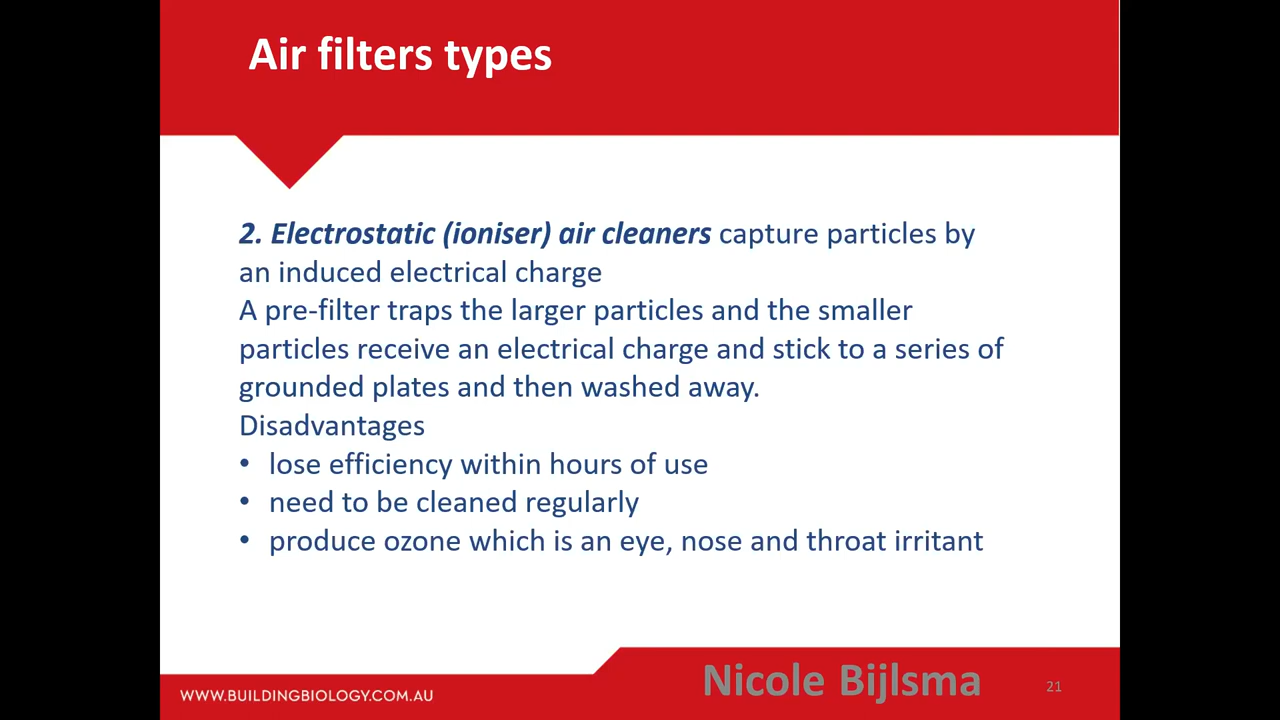 Air filters types
2. Electrostatic (ioniser) air cleaners capture particles by
an induced electrical charge
A pre-filter traps the larger particles and the smaller
particles receive an electrical charge and stick to a series of
grounded plates and then washed away.
Disadvantages
• lose efficiency within hours of use
• need to be cleaned regularly
• produce ozone which is an eye, nose and throat irritant
WWW.BUILDINGBIOLOGY.COM.AU
Nicole Bijlsma
21